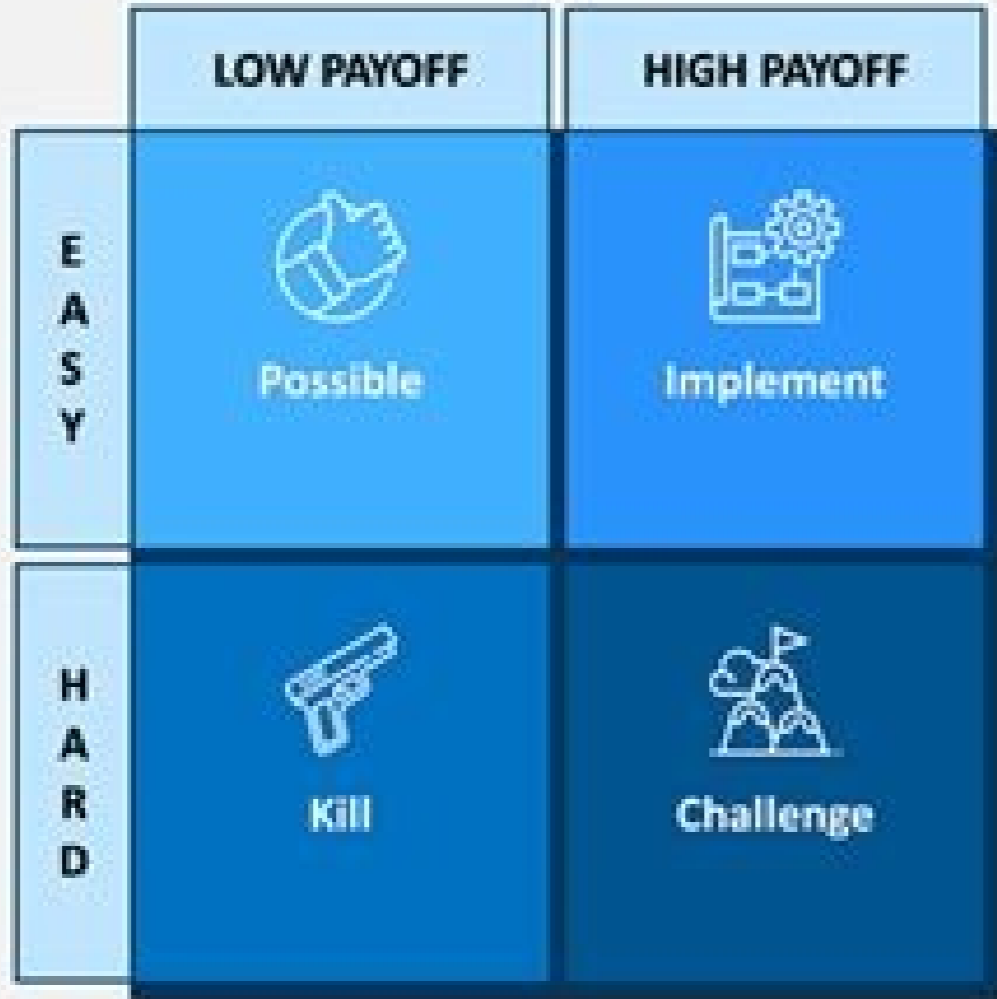 LOW PAYOFF
HIGH PAYOFF
EASY
Possible
Implement
HARD
Kill
Challenge